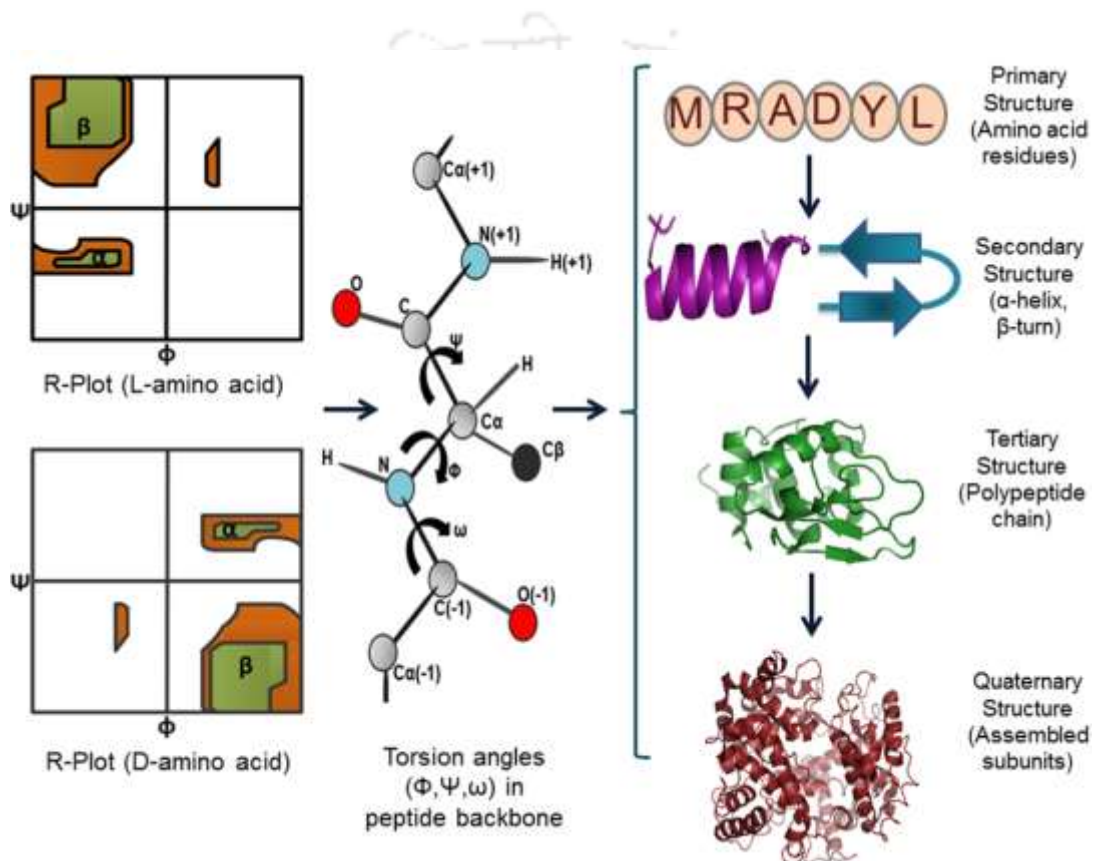 β
Ψ
α
Φ
R-Plot (L-amino acid)
α
Ψ
β
Φ
R-Plot (D-amino acid)
Cα(+1)
N(+1)
H(+1)
O
C
Ψ
H
Cα
Cβ
H
N
Φ
ω
C(-1)
O(-1)
Cα(-1)
Torsion angles
(Φ,Ψ,ω) in
peptide backbone
M R A D Y L
Primary
Structure
(Amino acid
residues)
Secondary
Structure
(α-helix,
β-turn)
Tertiary
Structure
(Polypeptide
chain)
Quaternary
Structure
(Assembled
subunits)